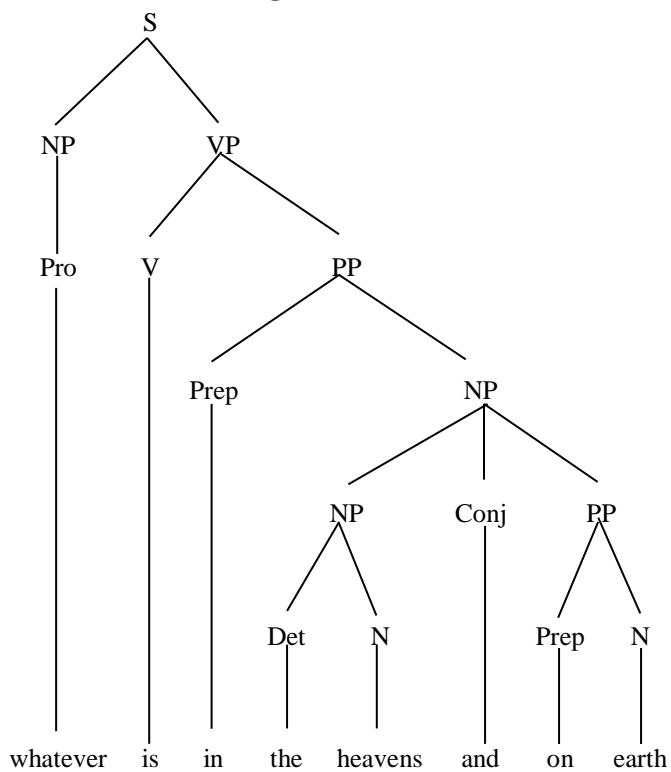 S
NP VP
Pro V PP
Prep NP
NP Conj PP
Det N Prep N
whatever is in the heavens and on earth